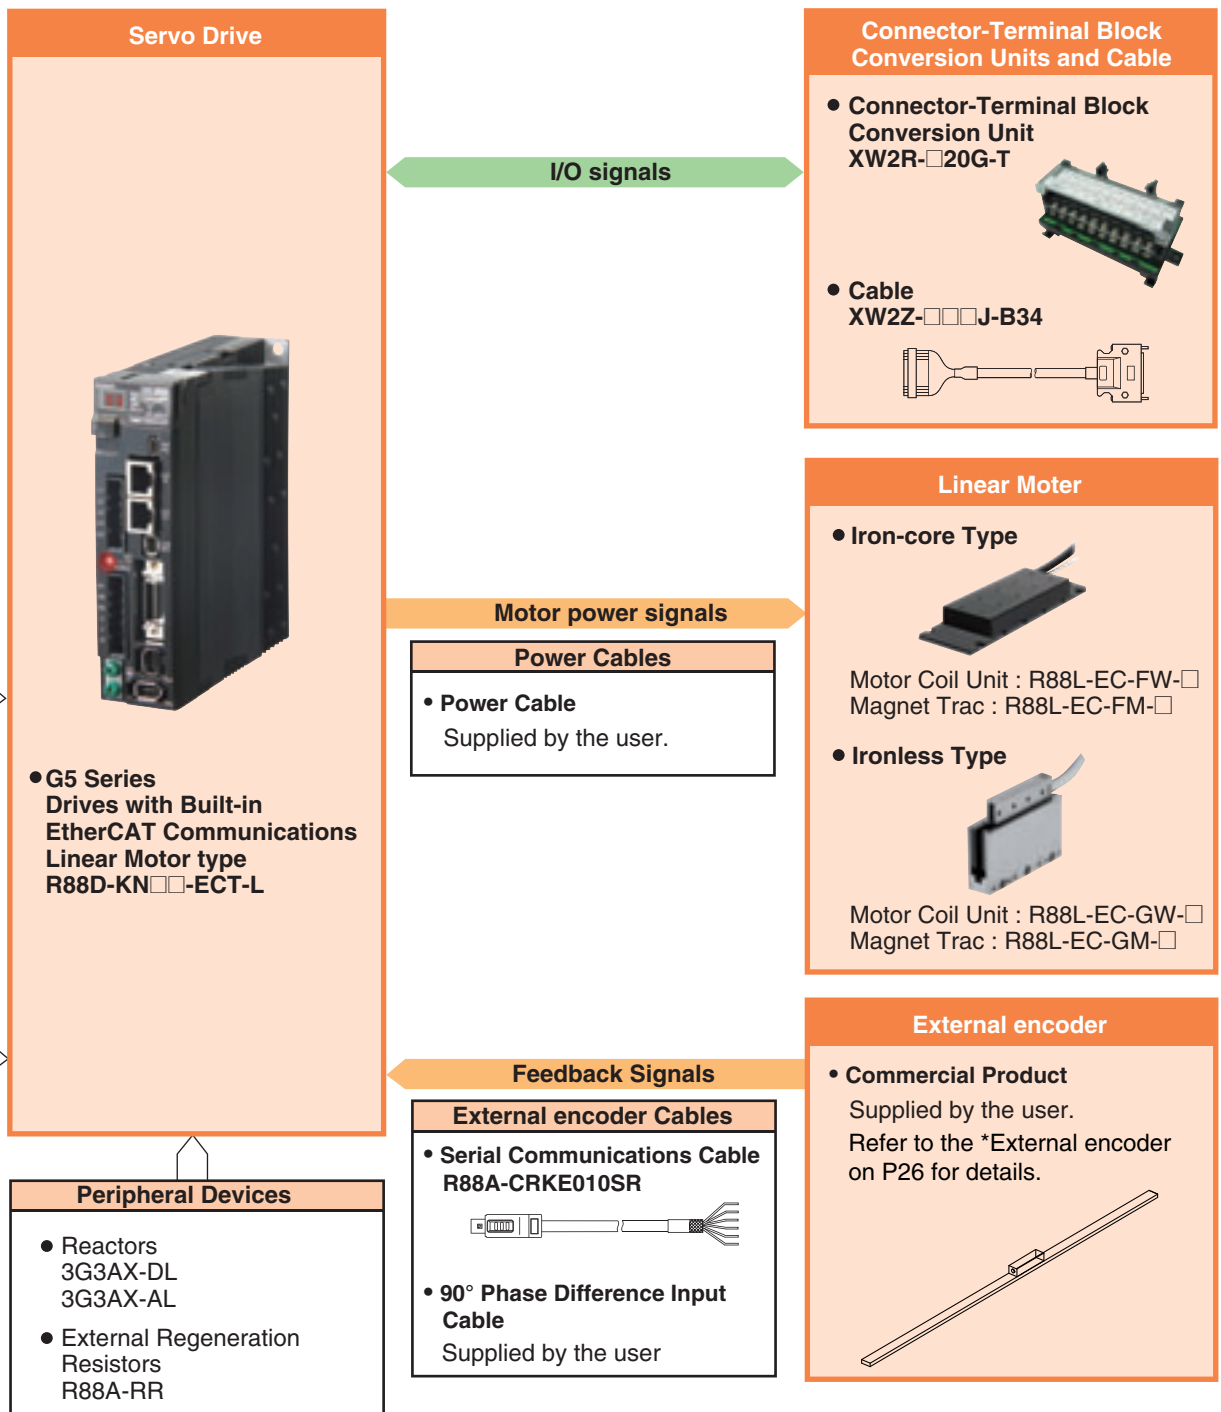 Servo Drive
● G5 Series
Drives with Built-in
EtherCAT Communications
Linear Motor type
R88D-KN□□-ECT-L
Peripheral Devices
● Reactors
3G3AX-DL
3G3AX-AL
● External Regeneration
Resistors
R88A-RR
I/O signals
Motor power signals
Power Cables
• Power Cable
Supplied by the user.
Feedback Signals
External encoder Cables
• Serial Communications Cable
R88A-CRKE010SR
• 90° Phase Difference Input
Cable
Supplied by the user
Connector-Terminal Block
Conversion Units and Cable
● Connector-Terminal Block
Conversion Unit
XW2R-□20G-T
● Cable
XW2Z-□□□J-B34
Linear Moter
● Iron-core Type
Motor Coil Unit : R88L-EC-FW-□
Magnet Trac : R88L-EC-FM-□
● Ironless Type
Motor Coil Unit : R88L-EC-GW-□
Magnet Trac : R88L-EC-GM-□
External encoder
• Commercial Product
Supplied by the user.
Refer to the *External encoder
on P26 for details.